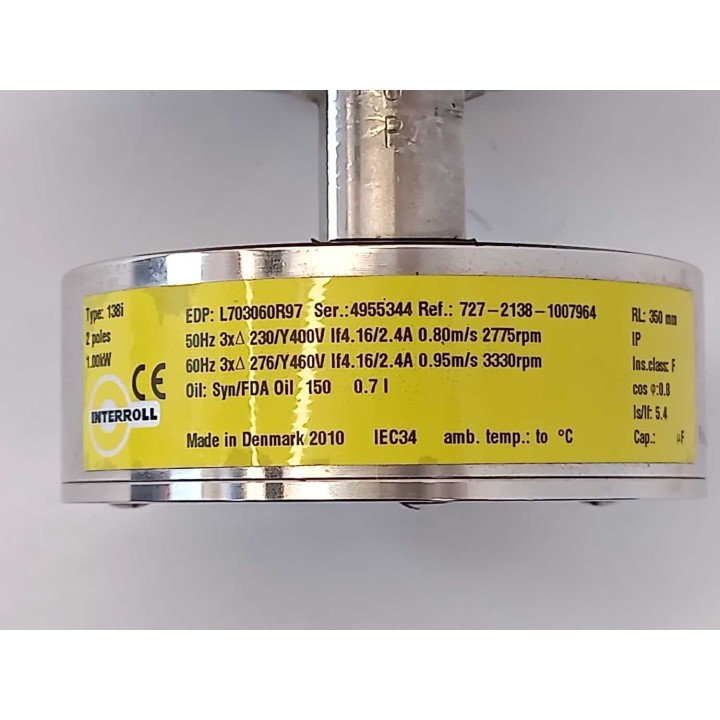 U
P
Type: 138i
2 poles
1.00kW
CE
INTERROLL
EDP: L703060R97 Ser.:4955344 Ref.: 727-2138-1007964
50Hz 3xΔ 230/Y400V If4.16/2.4A 0.80m/s 2775rpm
60Hz 3xΔ 276/Y460V If4.16/2.4A 0.95m/s 3330rpm
Oil: Syn/FDA Oil 150 0.7 l
Made in Denmark 2010 IEC34 amb. temp.: to °C
RL: 350 mm
IP
Ins.class: F
cos φ:0.8
Is/If: 5.4
Cap.: μF